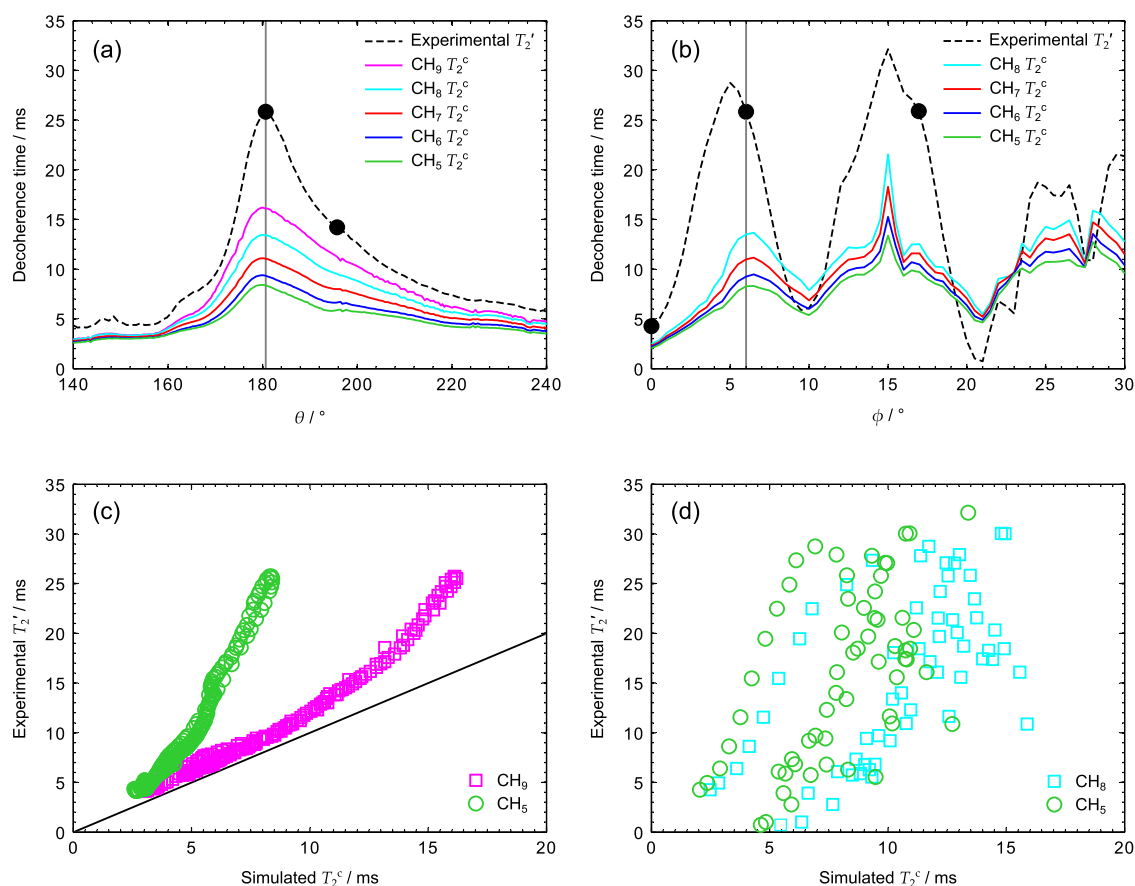 (a)
Experimental T₂′
CH₉ T₂ᶜ
CH₈ T₂ᶜ
CH₇ T₂ᶜ
CH₆ T₂ᶜ
CH₅ T₂ᶜ
Decoherence time / ms
0
5
10
15
20
25
30
35
140 160 180 200 220 240
θ / °
(b)
Experimental T₂′
CH₈ T₂ᶜ
CH₇ T₂ᶜ
CH₆ T₂ᶜ
CH₅ T₂ᶜ
Decoherence time / ms
0
5
10
15
20
25
30
35
0 5 10 15 20 25 30
ϕ / °
(c)
Experimental T₂′ / ms
0
5
10
15
20
25
30
35
CH₉
CH₅
0 5 10 15 20
Simulated T₂ᶜ / ms
(d)
Experimental T₂′ / ms
0
5
10
15
20
25
30
35
CH₈
CH₅
0 5 10 15 20
Simulated T₂ᶜ / ms